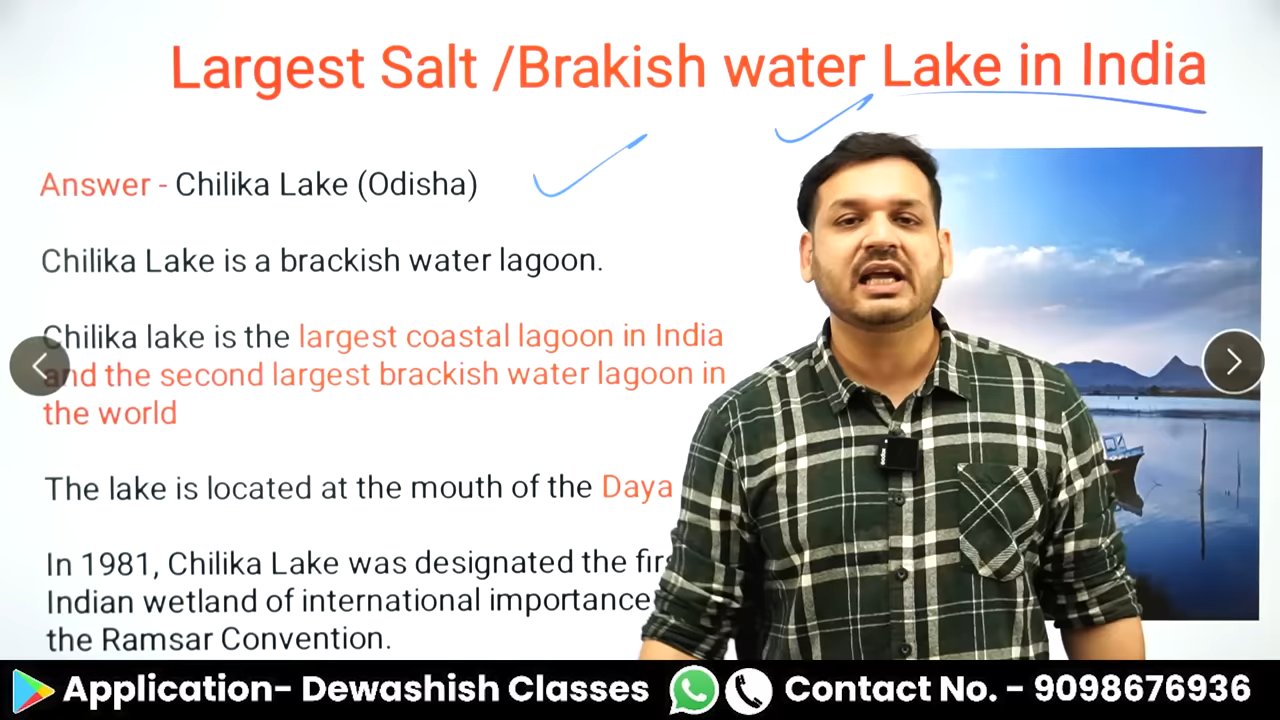 Largest Salt /Brakish water Lake in India
Answer - Chilika Lake (Odisha)
Chilika Lake is a brackish water lagoon.
Chilika lake is the largest coastal lagoon in India
and the second largest brackish water lagoon in
the world
The lake is located at the mouth of the Daya
In 1981, Chilika Lake was designated the
Indian wetland of international importance
the Ramsar Convention.
Application- Dewashish Classes
Contact No. - 9098676936